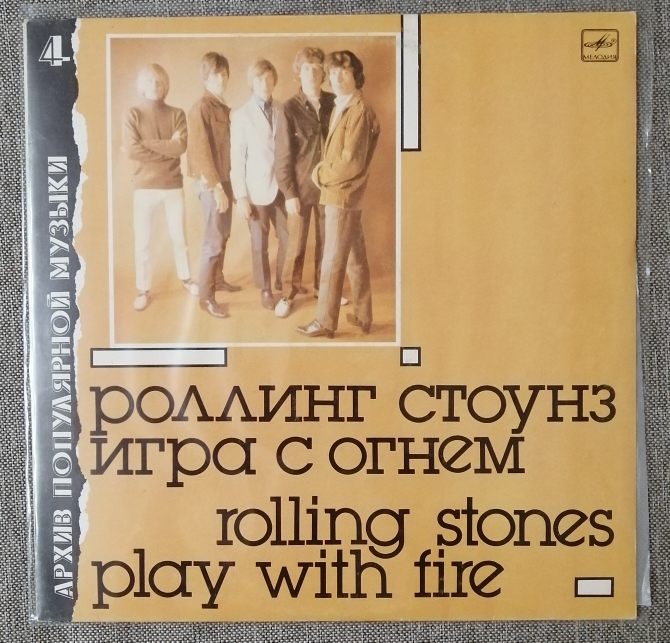 4
АРХИВ ПОПУЛЯРНОЙ МУЗЫКИ
МЕЛОДИЯ
роллинг стоунз
игра с огнем
rolling stones
play with fire